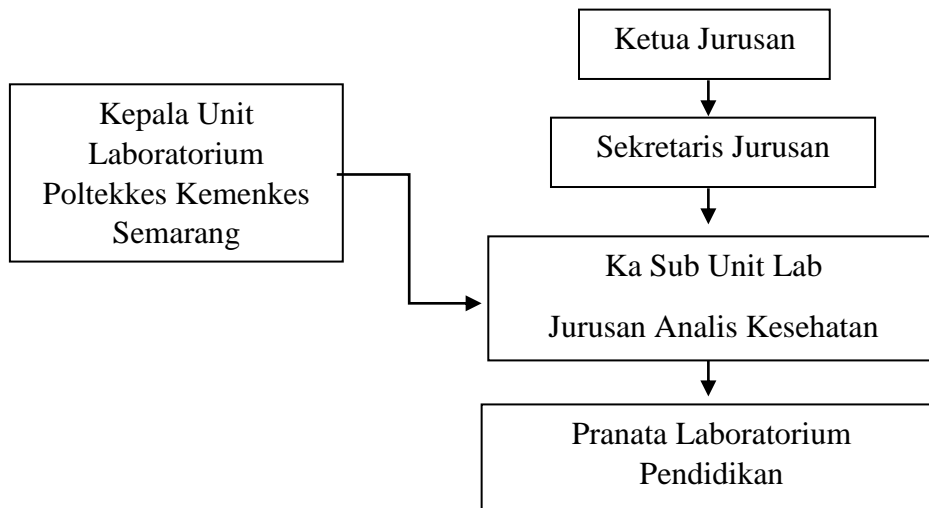 Ketua Jurusan
Sekretaris Jurusan
Kepala Unit
Laboratorium
Poltekkes Kemenkes
Semarang
Ka Sub Unit Lab
Jurusan Analis Kesehatan
Pranata Laboratorium
Pendidikan